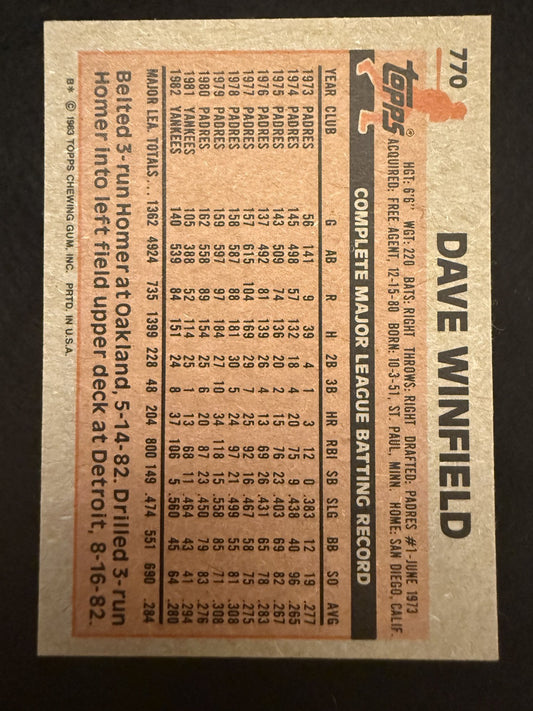 770
DAVE WINFIELD
topps®
HGT: 6'6" WGT: 220 BATS: RIGHT THROWS: RIGHT DRAFTED: PADRES #1-JUNE 1973
ACQUIRED: FREE AGENT, 12-15-80 BORN: 10-3-51, ST. PAUL, MINN. HOME: SAN DIEGO, CALIF.
COMPLETE MAJOR LEAGUE BATTING RECORD
YEAR CLUB G AB R H 2B 3B HR RBI SB SLG BB SO AVG
1973 PADRES 56 141 9 39 4 1 3 12 0 .383 12 19 .277
1974 PADRES 145 498 57 132 18 4 20 75 9 .438 40 96 .265
1975 PADRES 143 509 74 136 20 2 15 76 23 .403 69 82 .267
1976 PADRES 137 492 81 139 26 4 13 69 26 .431 65 78 .283
1977 PADRES 157 615 104 169 29 7 25 92 16 .467 58 75 .275
1978 PADRES 158 587 88 181 30 5 24 97 21 .499 55 81 .308
1979 PADRES 159 597 97 184 27 10 34 118 15 .558 85 71 .308
1980 PADRES 162 558 89 154 25 6 20 87 23 .450 79 83 .276
1981 YANKEES 105 388 52 114 25 1 13 68 11 .464 43 41 .294
1982 YANKEES 140 539 84 151 24 8 37 106 5 .560 45 64 .280
MAJOR LEA. TOTALS ... 1362 4924 735 1399 228 48 204 800 149 .474 551 690 .284
Belted 3-run Homer at Oakland, 5-14-82. Drilled 3-run
Homer into left field upper deck at Detroit, 8-16-82.
B* © 1983 TOPPS CHEWING GUM, INC. PRTD. IN U.S.A.